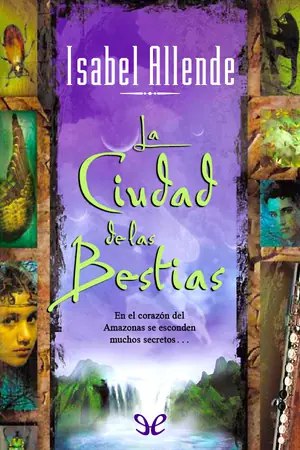 Isabel Allende
La
Ciudad
de las
Bestias
En el corazón del
Amazonas se esconden
muchos secretos...